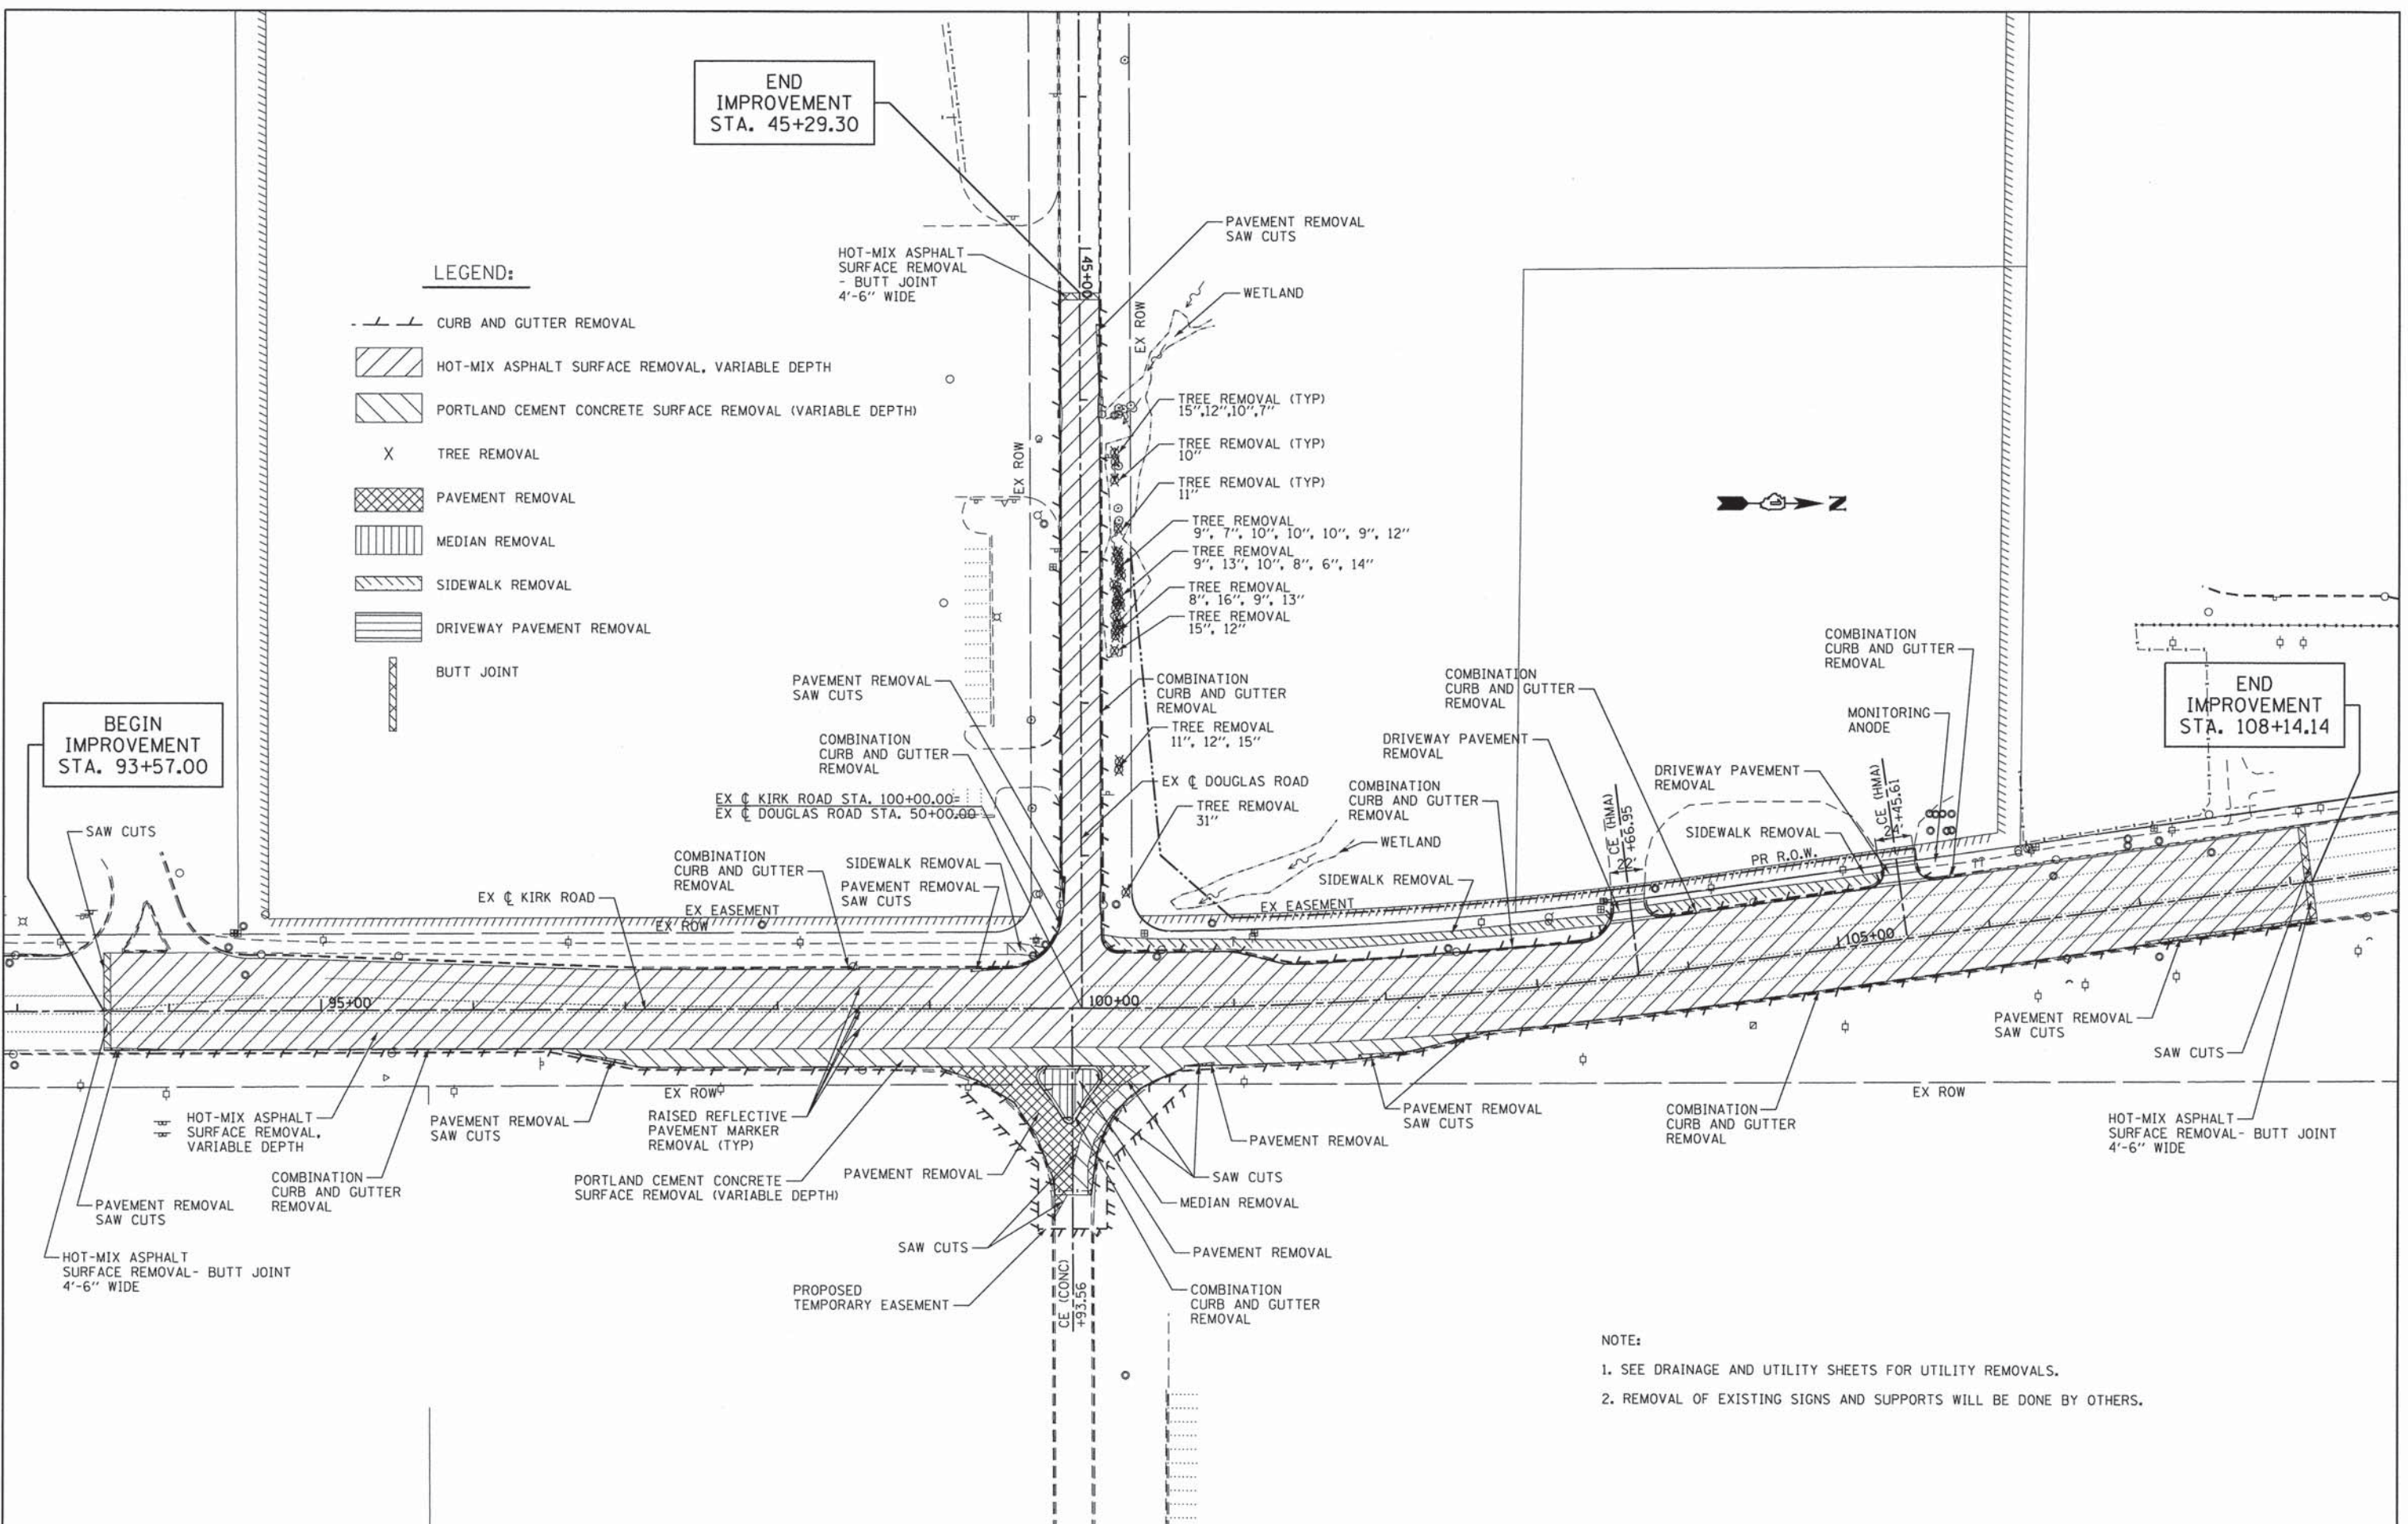 END
IMPROVEMENT
STA. 45+29.30
PAVEMENT REMOVAL
SAW CUTS
HOT-MIX ASPHALT
SURFACE REMOVAL
- BUTT JOINT
4'-6" WIDE
45+00
WETLAND
EX ROW
EX ROW
LEGEND:
CURB AND GUTTER REMOVAL
HOT-MIX ASPHALT SURFACE REMOVAL, VARIABLE DEPTH
PORTLAND CEMENT CONCRETE SURFACE REMOVAL (VARIABLE DEPTH)
X TREE REMOVAL
PAVEMENT REMOVAL
MEDIAN REMOVAL
SIDEWALK REMOVAL
DRIVEWAY PAVEMENT REMOVAL
BUTT JOINT
TREE REMOVAL (TYP)
15",12",10",7"
TREE REMOVAL (TYP)
10"
TREE REMOVAL (TYP)
11"
TREE REMOVAL
9", 7", 10", 10", 10", 9", 12"
TREE REMOVAL
9", 13", 10", 8", 6", 14"
TREE REMOVAL
8", 16", 9", 13"
TREE REMOVAL
15", 12"
N
COMBINATION
CURB AND GUTTER
REMOVAL
END
IMPROVEMENT
STA. 108+14.14
BEGIN
IMPROVEMENT
STA. 93+57.00
PAVEMENT REMOVAL
SAW CUTS
COMBINATION
CURB AND GUTTER
REMOVAL
COMBINATION
CURB AND GUTTER
REMOVAL
TREE REMOVAL
11", 12", 15"
COMBINATION
CURB AND GUTTER
REMOVAL
MONITORING
ANODE
DRIVEWAY PAVEMENT
REMOVAL
EX ℄ DOUGLAS ROAD
EX ℄ KIRK ROAD STA. 100+00.00=
EX ℄ DOUGLAS ROAD STA. 50+00.00
TREE REMOVAL
31"
COMBINATION
CURB AND GUTTER
REMOVAL
DRIVEWAY PAVEMENT
REMOVAL
CE (HMA)
+45.61
24'
CE (HMA)
+66.95
22'
SAW CUTS
WETLAND
SIDEWALK REMOVAL
PR R.O.W.
COMBINATION
CURB AND GUTTER
REMOVAL
SIDEWALK REMOVAL
PAVEMENT REMOVAL
SAW CUTS
SIDEWALK REMOVAL
EX ℄ KIRK ROAD
EX EASEMENT
EX ROW
EX EASEMENT
95+00
100+00
105+00
PAVEMENT REMOVAL
SAW CUTS
SAW CUTS
EX ROW
EX ROW
HOT-MIX ASPHALT
SURFACE REMOVAL,
VARIABLE DEPTH
PAVEMENT REMOVAL
SAW CUTS
RAISED REFLECTIVE
PAVEMENT MARKER
REMOVAL (TYP)
PAVEMENT REMOVAL
PAVEMENT REMOVAL
SAW CUTS
COMBINATION
CURB AND GUTTER
REMOVAL
HOT-MIX ASPHALT
SURFACE REMOVAL- BUTT JOINT
4'-6" WIDE
COMBINATION
CURB AND GUTTER
REMOVAL
PORTLAND CEMENT CONCRETE
SURFACE REMOVAL (VARIABLE DEPTH)
PAVEMENT REMOVAL
SAW CUTS
MEDIAN REMOVAL
PAVEMENT REMOVAL
SAW CUTS
SAW CUTS
PAVEMENT REMOVAL
HOT-MIX ASPHALT
SURFACE REMOVAL- BUTT JOINT
4'-6" WIDE
PROPOSED
TEMPORARY EASEMENT
CE (CONC)
+93.56
COMBINATION
CURB AND GUTTER
REMOVAL
NOTE:
1. SEE DRAINAGE AND UTILITY SHEETS FOR UTILITY REMOVALS.
2. REMOVAL OF EXISTING SIGNS AND SUPPORTS WILL BE DONE BY OTHERS.